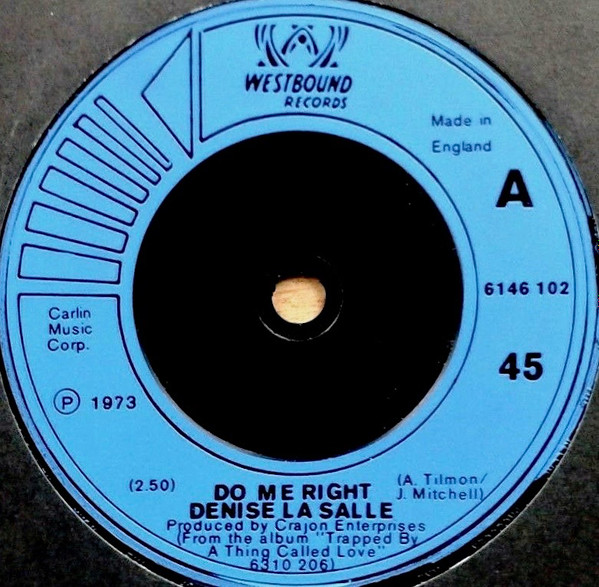 WESTBOUND
RECORDS
Made in
England
A
6146 102
45
Carlin
Music
Corp.
Ⓟ 1973
(2.50)
DO ME RIGHT
(A. Tilmon/
J. Mitchell)
DENISE LA SALLE
Produced by Crajon Enterprises
(From the album "Trapped By
A Thing Called Love"
6310 206)